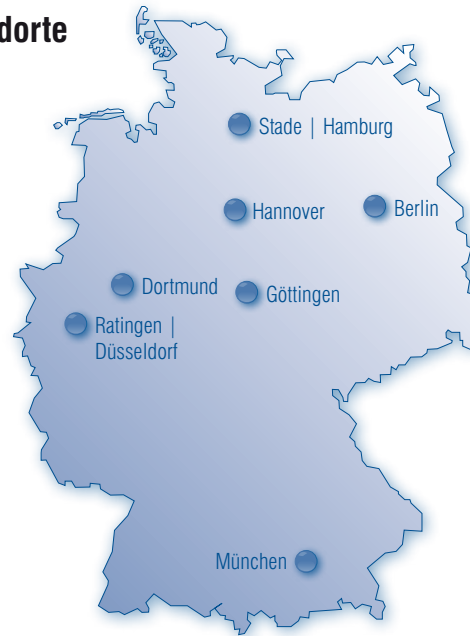 dorte
Stade | Hamburg
Hannover
Berlin
Dortmund
Göttingen
Ratingen |
Düsseldorf
München